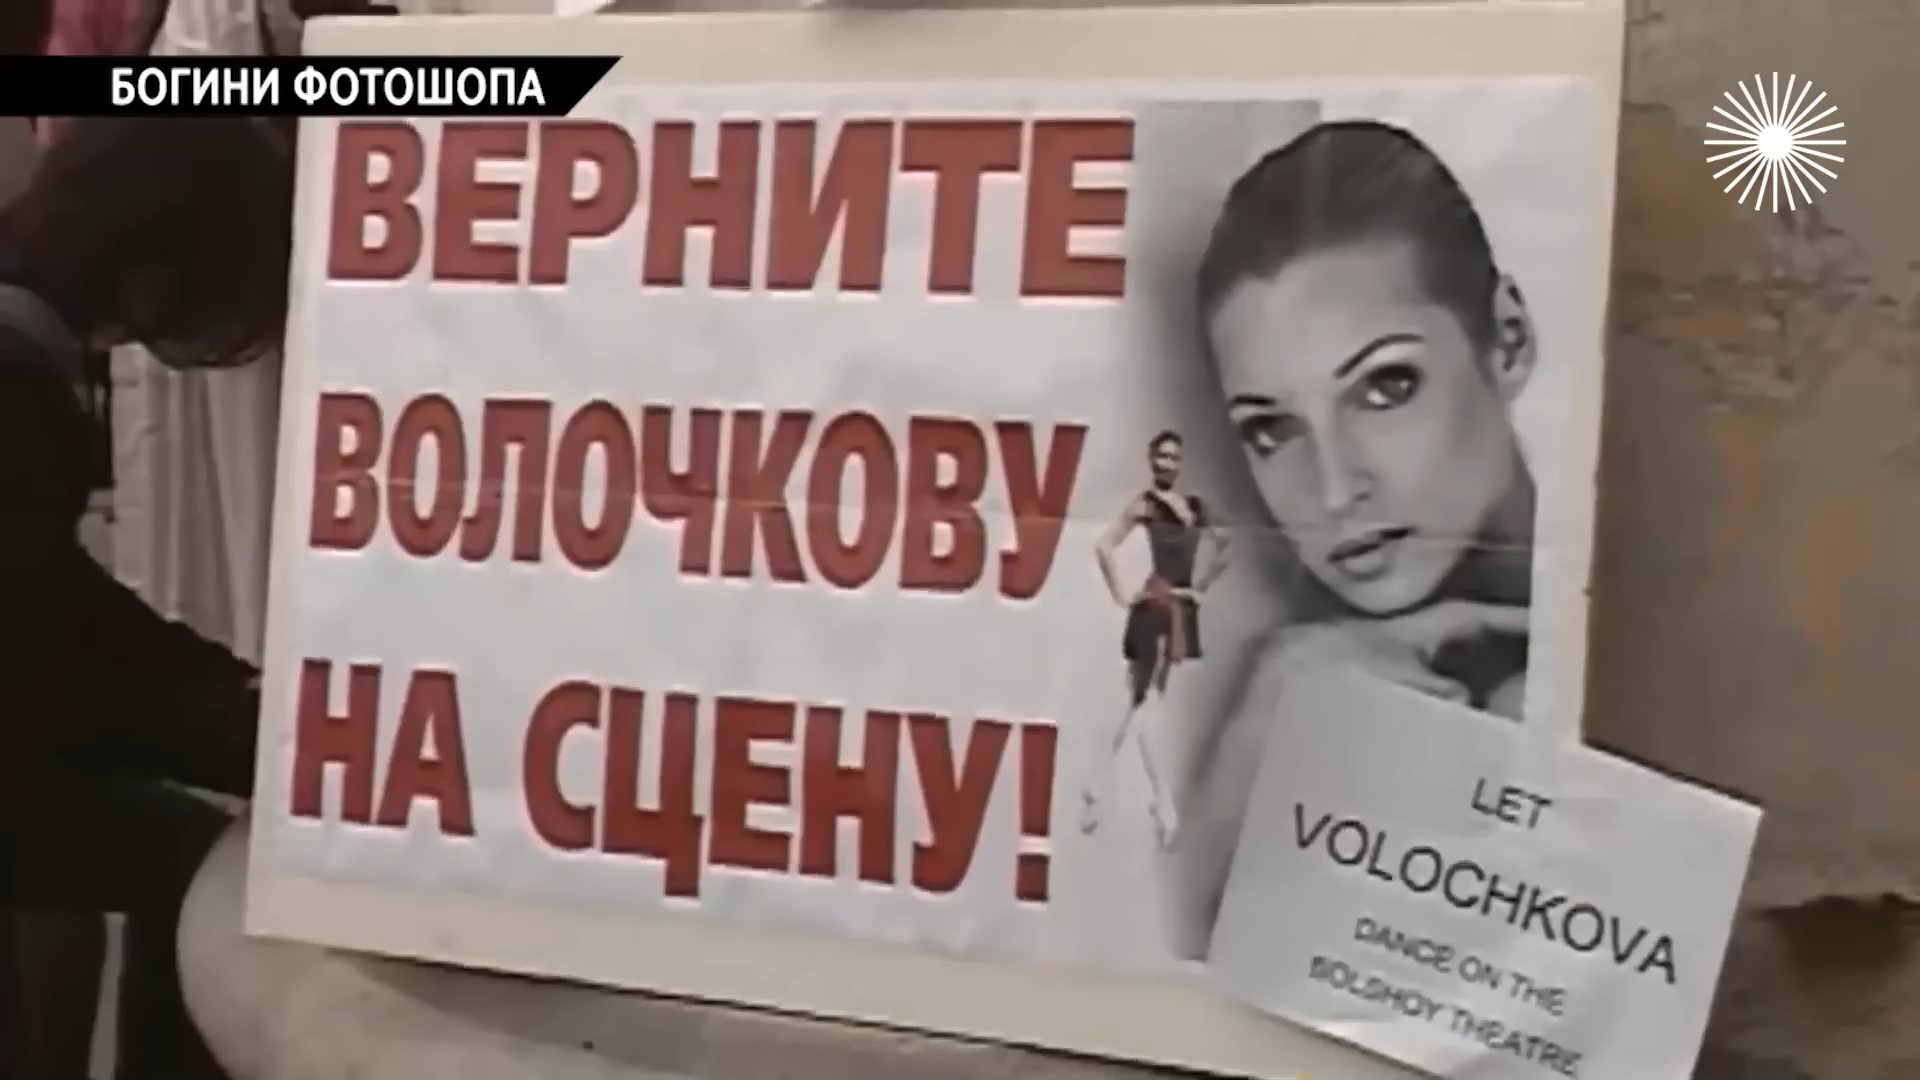 БОГИНИ ФОТОШОПА
ВЕРНИТЕ
ВОЛОЧКОВУ
НА СЦЕНУ!
LET
VOLOCHKOVA
DANCE ON THE
BOLSHOY THEATRE